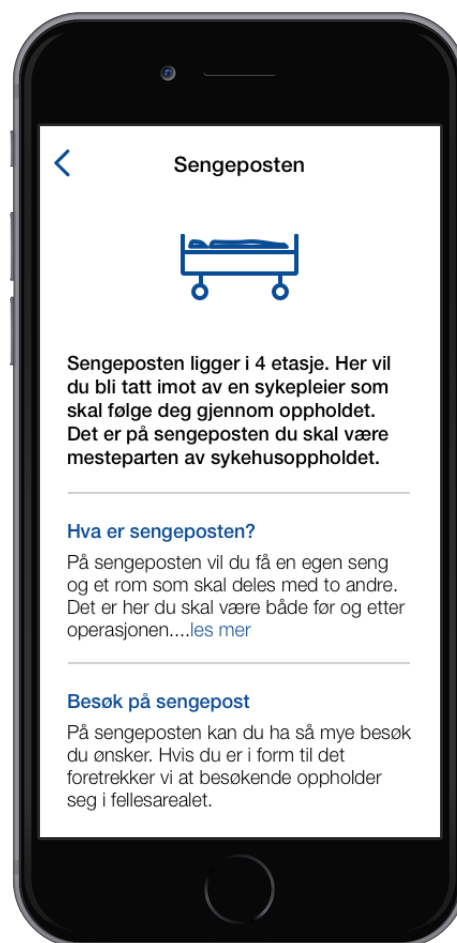 Sengeposten
Sengeposten ligger i 4 etasje. Her vil
du bli tatt imot av en sykepleier som
skal følge deg gjennom oppholdet.
Det er på sengeposten du skal være
mesteparten av sykehusoppholdet.
Hva er sengeposten?
På sengeposten vil du få en egen seng
og et rom som skal deles med to andre.
Det er her du skal være både før og etter
operasjonen....les mer
Besøk på sengepost
På sengeposten kan du ha så mye besøk
du ønsker. Hvis du er i form til det
foretrekker vi at besøkende oppholder
seg i fellesarealet.